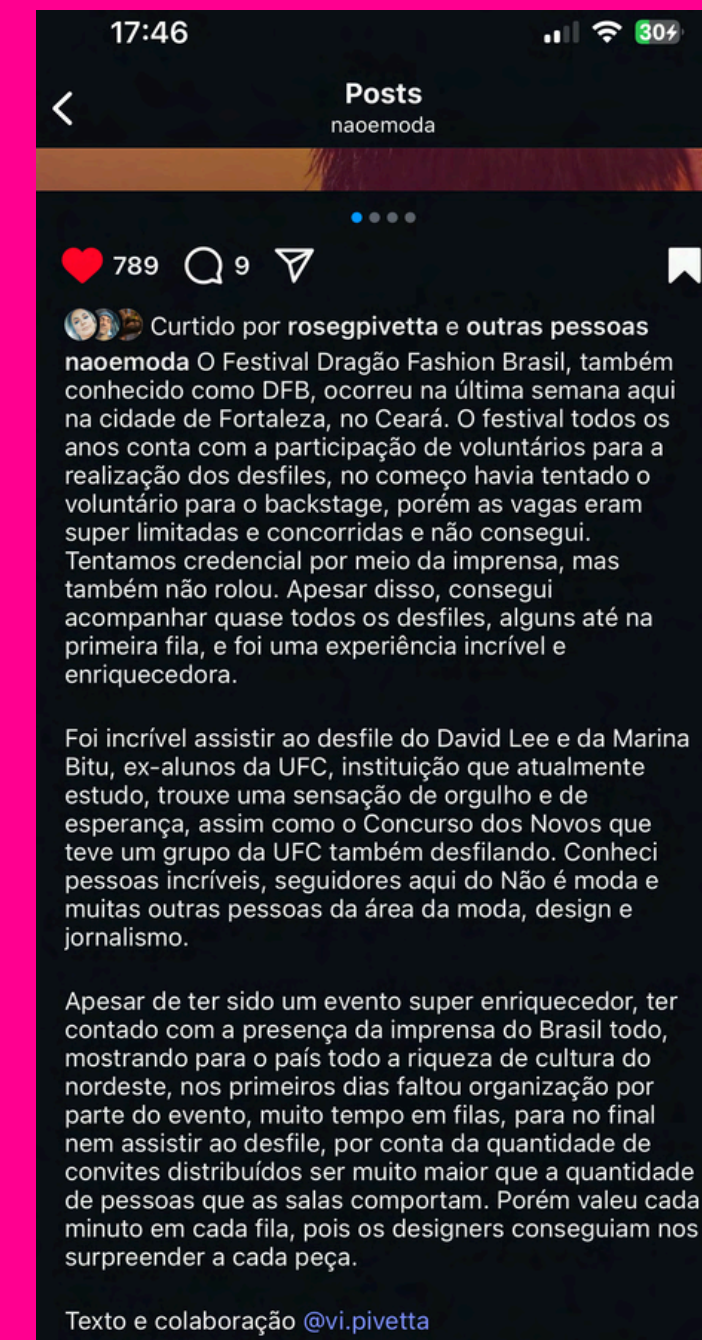 17:46
30
Posts
naoemoda
789 9
Curtido por rosegpivetta e outras pessoas
naoemoda O Festival Dragão Fashion Brasil, também
conhecido como DFB, ocorreu na última semana aqui
na cidade de Fortaleza, no Ceará. O festival todos os
anos conta com a participação de voluntários para a
realização dos desfiles, no começo havia tentado o
voluntário para o backstage, porém as vagas eram
super limitadas e concorridas e não consegui.
Tentamos credencial por meio da imprensa, mas
também não rolou. Apesar disso, consegui
acompanhar quase todos os desfiles, alguns até na
primeira fila, e foi uma experiência incrível e
enriquecedora.
Foi incrível assistir ao desfile do David Lee e da Marina
Bitu, ex-alunos da UFC, instituição que atualmente
estudo, trouxe uma sensação de orgulho e de
esperança, assim como o Concurso dos Novos que
teve um grupo da UFC também desfilando. Conheci
pessoas incríveis, seguidores aqui do Não é moda e
muitas outras pessoas da área da moda, design e
jornalismo.
Apesar de ter sido um evento super enriquecedor, ter
contado com a presença da imprensa do Brasil todo,
mostrando para o país todo a riqueza de cultura do
nordeste, nos primeiros dias faltou organização por
parte do evento, muito tempo em filas, para no final
nem assistir ao desfile, por conta da quantidade de
convites distribuídos ser muito maior que a quantidade
de pessoas que as salas comportam. Porém valeu cada
minuto em cada fila, pois os designers conseguiam nos
surpreender a cada peça.
Texto e colaboração @vi.pivetta